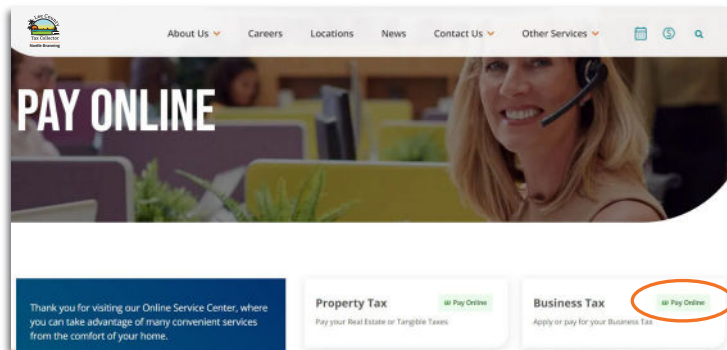 Lee County
Tax Collector
Noelle Branning
About Us
Careers
Locations
News
Contact Us
Other Services
PAY ONLINE
Thank you for visiting our Online Service Center, where
you can take advantage of many convenient services
from the comfort of your home.
Property Tax
Pay Online
Pay your Real Estate or Tangible Taxes
Business Tax
Pay Online
Apply or pay for your Business Tax